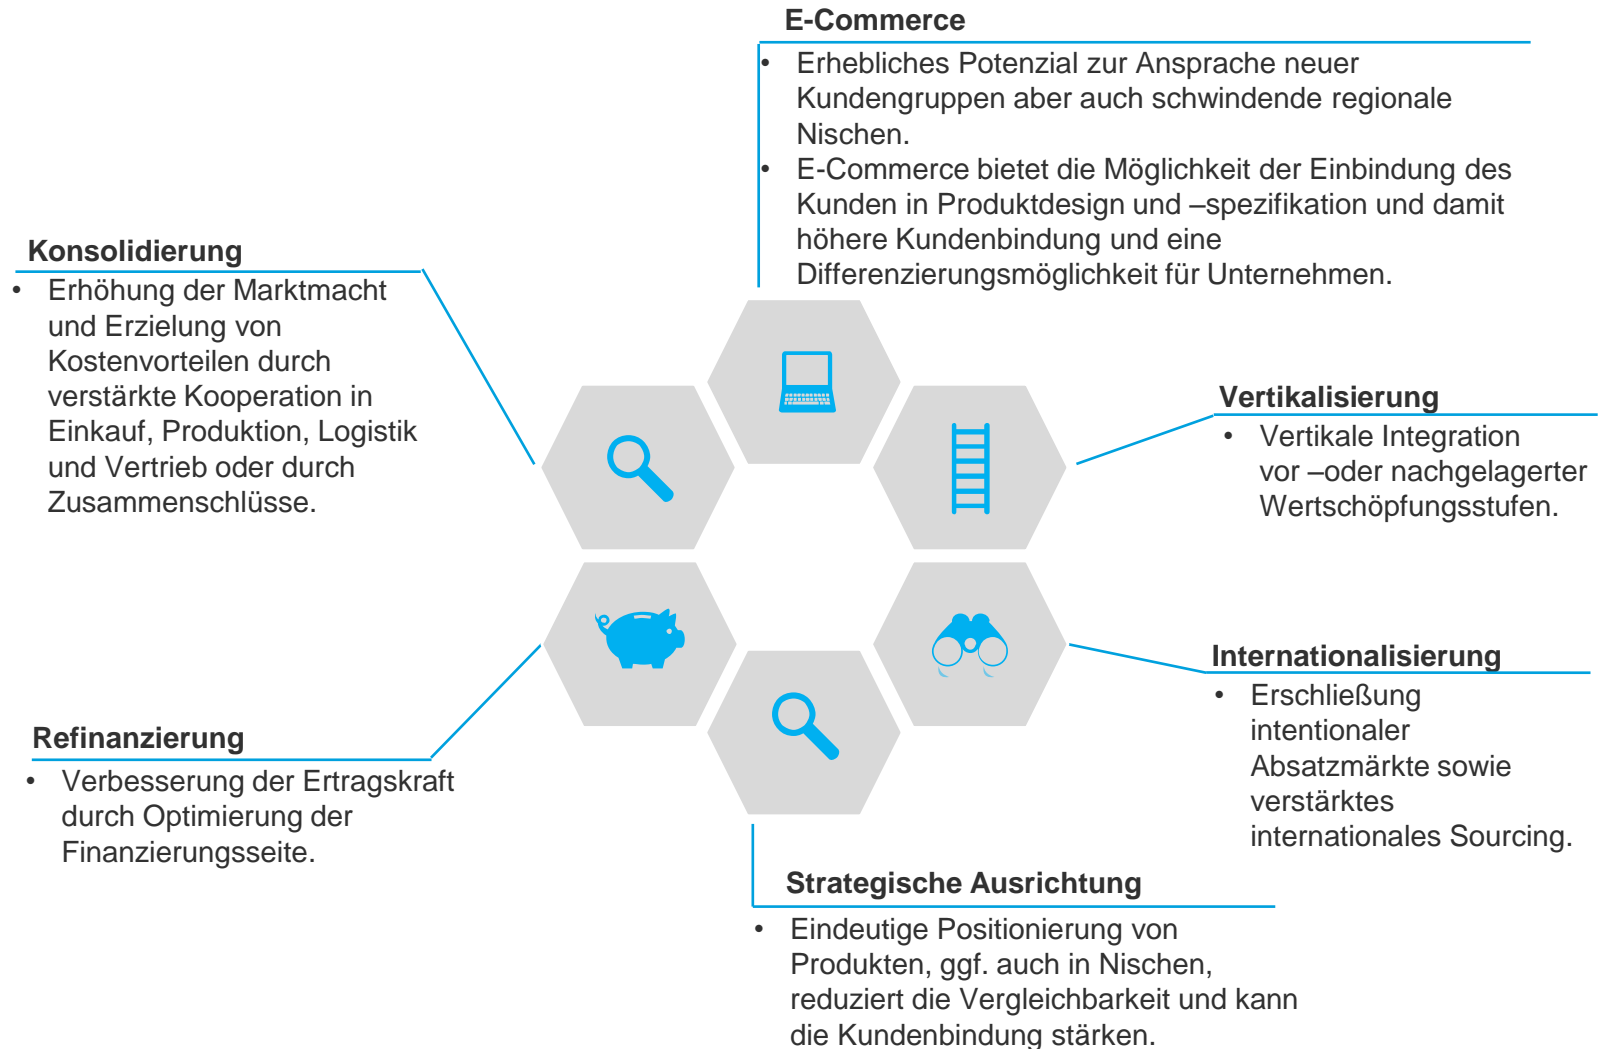 E-Commerce
• Erhebliches Potenzial zur Ansprache neuer
Kundengruppen aber auch schwindende regionale
Nischen.
• E-Commerce bietet die Möglichkeit der Einbindung des
Kunden in Produktdesign und –spezifikation und damit
höhere Kundenbindung und eine
Differenzierungsmöglichkeit für Unternehmen.
Konsolidierung
• Erhöhung der Marktmacht
und Erzielung von
Kostenvorteilen durch
verstärkte Kooperation in
Einkauf, Produktion, Logistik
und Vertrieb oder durch
Zusammenschlüsse.
Vertikalisierung
• Vertikale Integration
vor –oder nachgelagerter
Wertschöpfungsstufen.
Internationalisierung
• Erschließung
intentionaler
Absatzmärkte sowie
verstärktes
internationales Sourcing.
Refinanzierung
• Verbesserung der Ertragskraft
durch Optimierung der
Finanzierungsseite.
Strategische Ausrichtung
• Eindeutige Positionierung von
Produkten, ggf. auch in Nischen,
reduziert die Vergleichbarkeit und kann
die Kundenbindung stärken.